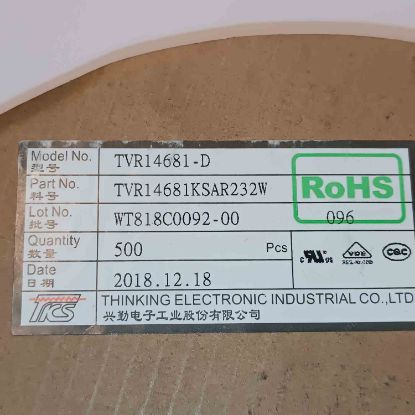 Model No. TVR14681-D
型号
Part No. TVR14681KSAR232W
料号
RoHS
Lot No. WT818C0092-00 096
批号
Quantity 500 Pcs
数量
Date 2018.12.18
日期
TKS THINKING ELECTRONIC INDUSTRIAL CO.,LTD
兴勤电子工业股份有限公司